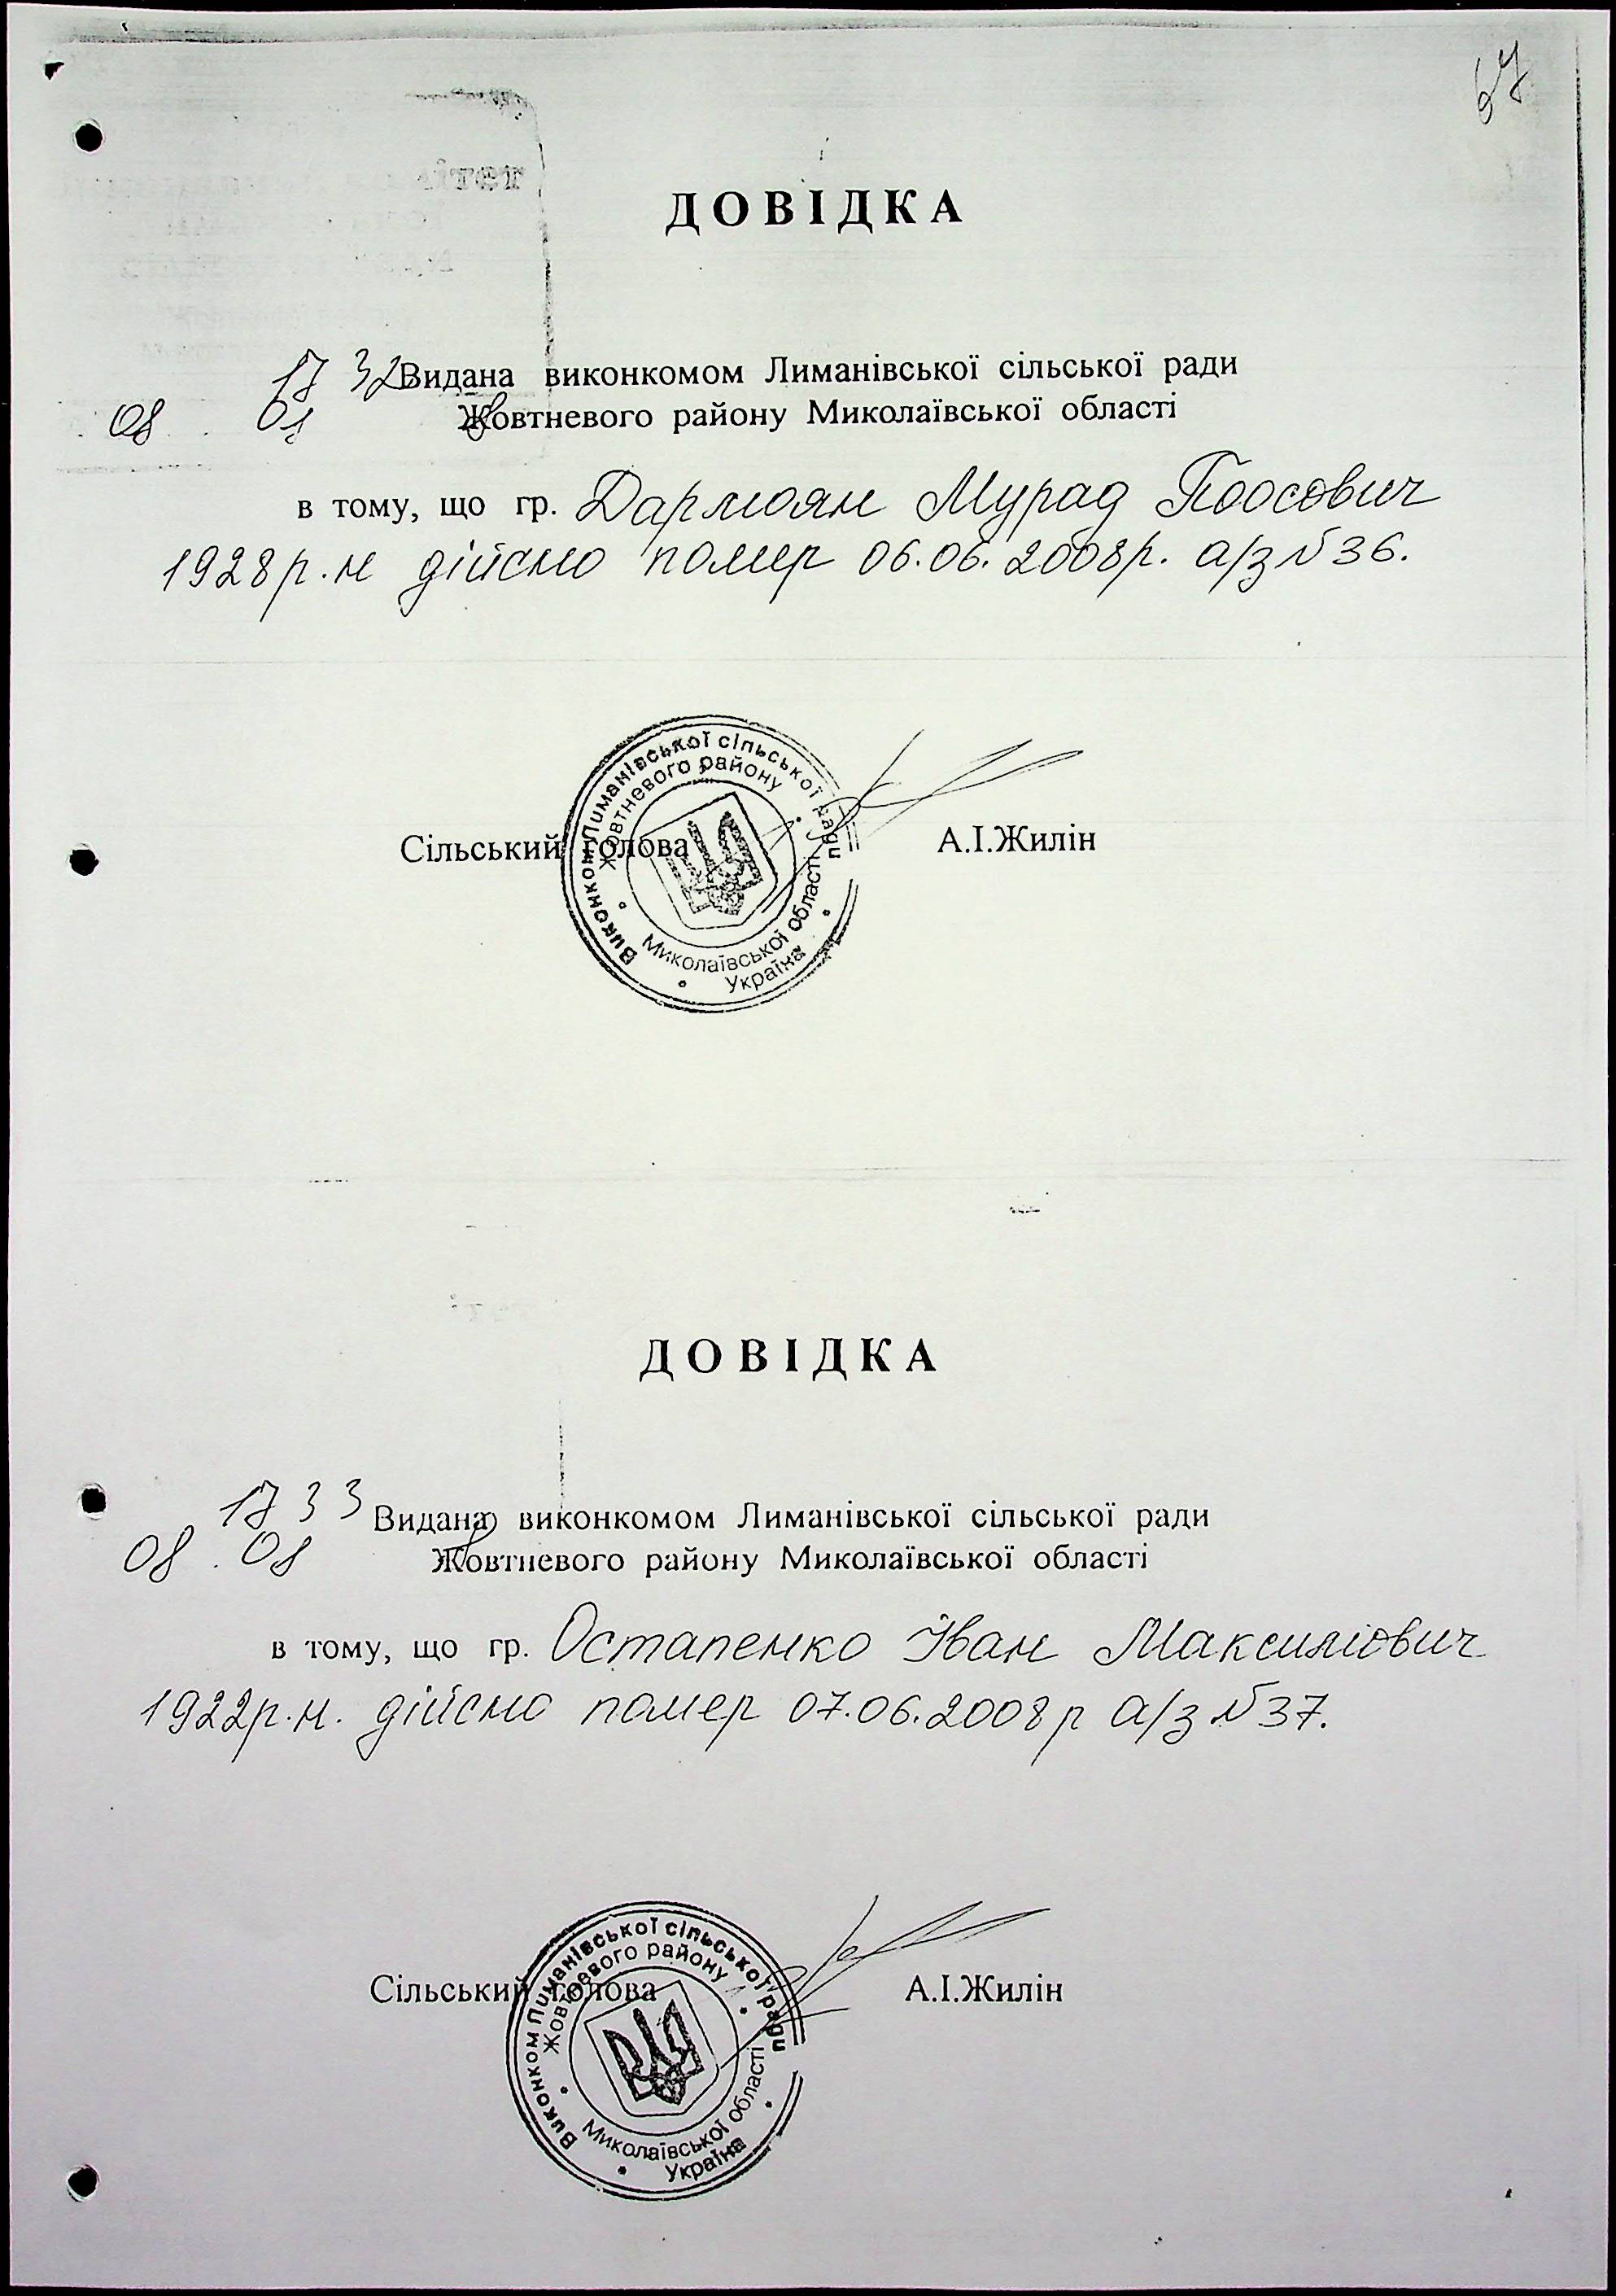 67
ДОВІДКА
1732 Видана виконкомом Лиманівської сільської ради
08 . 08 Жовтневого району Миколаївської області
в тому, що гр. Дармоян Мурад Поосович
1928р.н дійсно помер 06.06.2008р. а/з №36.
Виконком Лиманівської сільської ради
Жовтневого району
Миколаївської області
Україна
Сільський голова А.І.Жилін
ДОВІДКА
1733 Видана виконкомом Лиманівської сільської ради
08 . 08 Жовтневого району Миколаївської області
в тому, що гр. Остапенко Іван Максимович
1922р.н. дійсно помер 07.06.2008р а/з №37.
Виконком Лиманівської сільської ради
Жовтневого району
Миколаївської області
Україна
Сільський голова А.І.Жилін